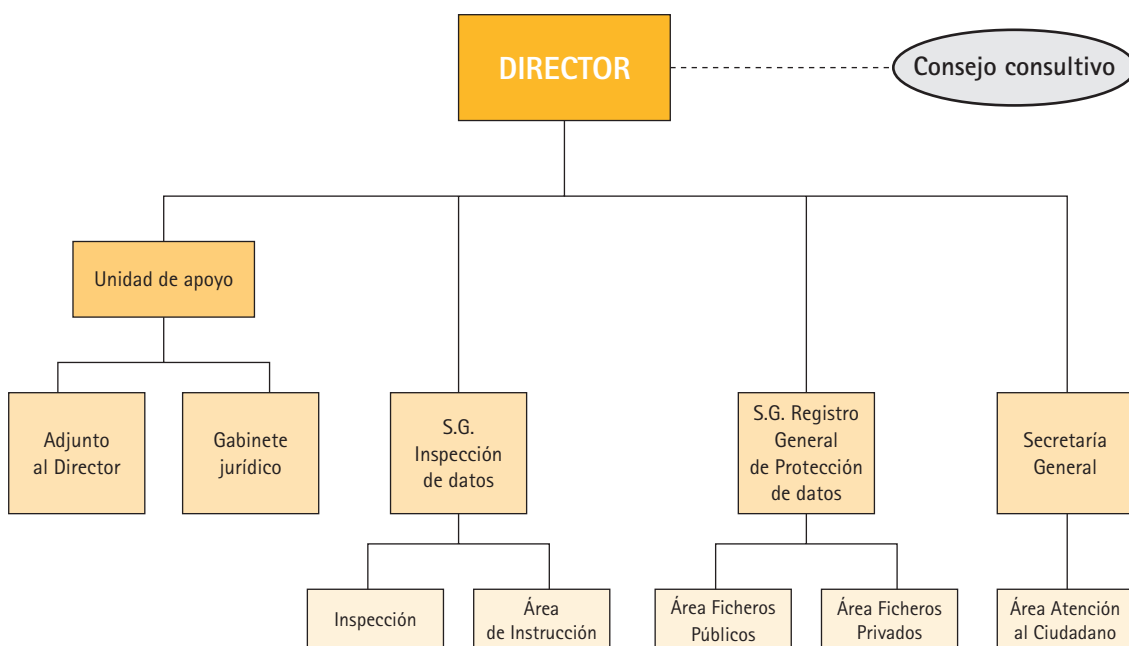 DIRECTOR
Consejo consultivo
Unidad de apoyo
Adjunto
al Director
Gabinete
jurídico
S.G.
Inspección
de datos
S.G. Registro
General
de Protección
de datos
Secretaría
General
Inspección
Área
de Instrucción
Área Ficheros
Públicos
Área Ficheros
Privados
Área Atención
al Ciudadano